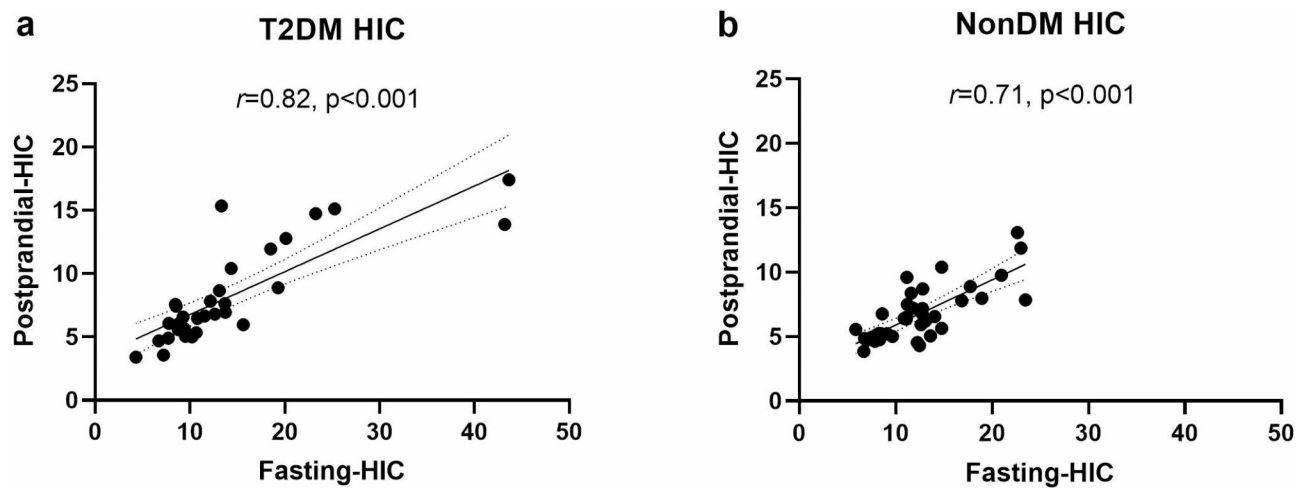 a
T2DM HIC
r=0.82, p<0.001
25
20
15
10
5
0
Postprandial-HIC
0 10 20 30 40 50
Fasting-HIC
b
NonDM HIC
r=0.71, p<0.001
25
20
15
10
5
0
Postprandial-HIC
0 10 20 30 40 50
Fasting-HIC